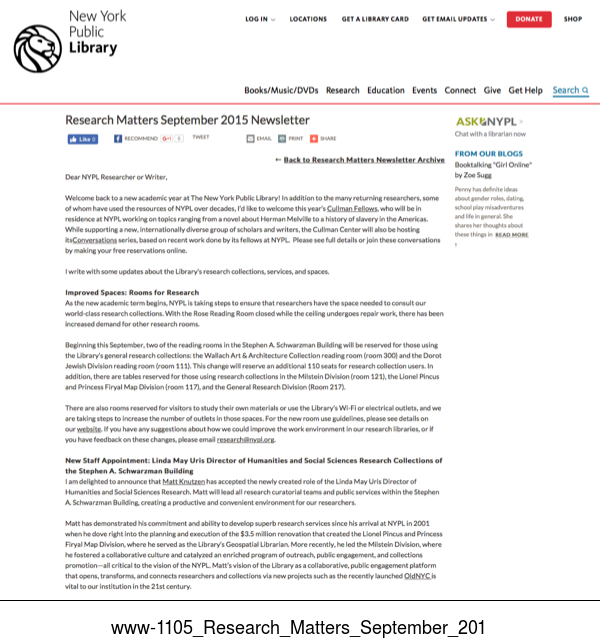 New York
Public
Library
LOG IN
LOCATIONS
GET A LIBRARY CARD
GET EMAIL UPDATES
DONATE
SHOP
Books/Music/DVDs Research Education Events Connect Give Get Help Search
Research Matters September 2015 Newsletter
Like 0
RECOMMEND
G+1
0
TWEET
EMAIL
PRINT
SHARE
← Back to Research Matters Newsletter Archive
Dear NYPL Researcher or Writer,
Welcome back to a new academic year at The New York Public Library! In addition to the many returning researchers, some
of whom have used the resources of NYPL over decades, I'd like to welcome this year's Cullman Fellows, who will be in
residence at NYPL working on topics ranging from a novel about Herman Melville to a history of slavery in the Americas.
While supporting a new, internationally diverse group of scholars and writers, the Cullman Center will also be hosting
itsConversations series, based on recent work done by its fellows at NYPL. Please see full details or join these conversations
by making your free reservations online.
I write with some updates about the Library's research collections, services, and spaces.
Improved Spaces: Rooms for Research
As the new academic term begins, NYPL is taking steps to ensure that researchers have the space needed to consult our
world-class research collections. With the Rose Reading Room closed while the ceiling undergoes repair work, there has been
increased demand for other research rooms.
Beginning this September, two of the reading rooms in the Stephen A. Schwarzman Building will be reserved for those using
the Library's general research collections: the Wallach Art & Architecture Collection reading room (room 300) and the Dorot
Jewish Division reading room (room 111). This change will reserve an additional 110 seats for research collection users. In
addition, there are tables reserved for those using research collections in the Milstein Division (room 121), the Lionel Pincus
and Princess Firyal Map Division (room 117), and the General Research Division (Room 217).
There are also rooms reserved for visitors to study their own materials or use the Library's Wi-Fi or electrical outlets, and we
are taking steps to increase the number of outlets in those spaces. For the new room use guidelines, please see details on
our website. If you have any suggestions about how we could improve the work environment in our research libraries, or if
you have feedback on these changes, please email research@nypl.org.
New Staff Appointment: Linda May Uris Director of Humanities and Social Sciences Research Collections of
the Stephen A. Schwarzman Building
I am delighted to announce that Matt Knutzen has accepted the newly created role of the Linda May Uris Director of
Humanities and Social Sciences Research. Matt will lead all research curatorial teams and public services within the Stephen
A. Schwarzman Building, creating a productive and convenient environment for our researchers.
Matt has demonstrated his commitment and ability to develop superb research services since his arrival at NYPL in 2001
when he dove right into the planning and execution of the $3.5 million renovation that created the Lionel Pincus and Princess
Firyal Map Division, where he served as the Library's Geospatial Librarian. More recently, he led the Milstein Division, where
he fostered a collaborative culture and catalyzed an enriched program of outreach, public engagement, and collections
promotion—all critical to the vision of the NYPL. Matt's vision of the Library as a collaborative, public engagement platform
that opens, transforms, and connects researchers and collections via new projects such as the recently launched OldNYC is
vital to our institution in the 21st century.
ASK NYPL >
Chat with a librarian now
FROM OUR BLOGS
Booktalking "Girl Online"
by Zoe Sugg
Penny has definite ideas
about gender roles, dating,
school play misadventures
and life in general. She
shares her thoughts about
these things in READ MORE
›
www-1105_Research_Matters_September_201